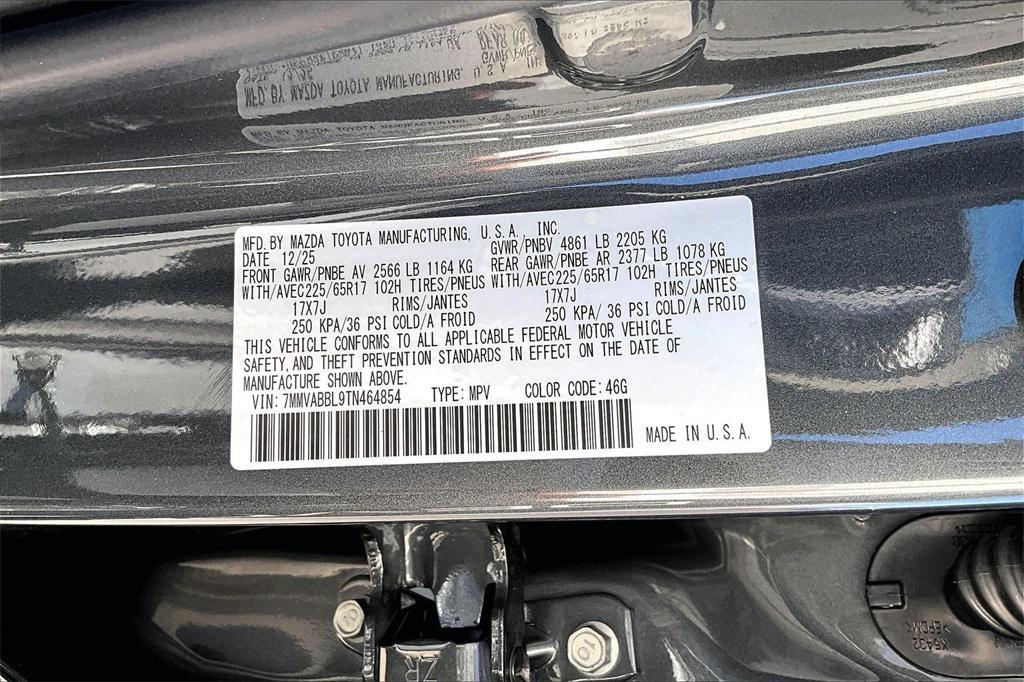 MFD. BY MAZDA TOYOTA MANUFACTURING, U.S.A., INC.
DATE 12/25 GVWR/PNBV 4861 LB 2205 KG
FRONT GAWR/PNBE AV 2566 LB 1164 KG REAR GAWR/PNBE AR 2377 LB 1078 KG
WITH/AVEC225/65R17 102H TIRES/PNEUS WITH/AVEC225/65R17 102H TIRES/PNEUS
17X7J RIMS/JANTES 17X7J RIMS/JANTES
250 KPA/36 PSI COLD/A FROID 250 KPA/ 36 PSI COLD/A FROID
THIS VEHICLE CONFORMS TO ALL APPLICABLE FEDERAL MOTOR VEHICLE
SAFETY, AND THEFT PREVENTION STANDARDS IN EFFECT ON THE DATE OF
MANUFACTURE SHOWN ABOVE.
VIN: 7MMVABBL9TN464854 TYPE: MPV COLOR CODE: 46G
MADE IN U.S.A.
ZR
K6432
>EPDM<